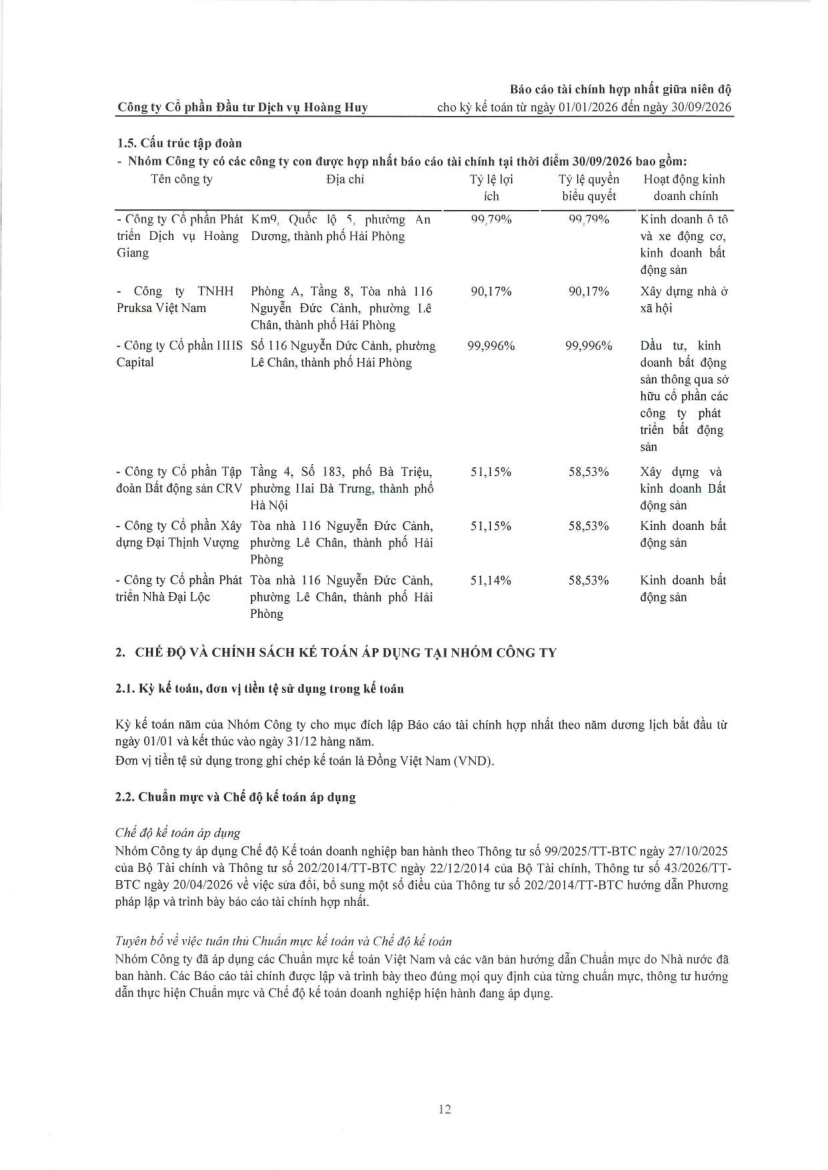 Báo cáo tài chính hợp nhất giữa niên độ
Công ty Cổ phần Đầu tư Dịch vụ Hoàng Huy cho kỳ kế toán từ ngày 01/01/2026 đến ngày 30/09/2026
1.5. Cấu trúc tập đoàn
- Nhóm Công ty có các công ty con được hợp nhất báo cáo tài chính tại thời điểm 30/09/2026 bao gồm:
Tên công ty Địa chỉ Tỷ lệ lợi Tỷ lệ quyền Hoạt động kinh
ích biểu quyết doanh chính
- Công ty Cổ phần Phát Km9, Quốc lộ 5, phường An 99,79% 99,79% Kinh doanh ô tô
triển Dịch vụ Hoàng Dương, thành phố Hải Phòng và xe động cơ,
Giang kinh doanh bất
động sản
- Công ty TNHH Phòng A, Tầng 8, Tòa nhà 116 90,17% 90,17% Xây dựng nhà ở
Pruksa Việt Nam Nguyễn Đức Cảnh, phường Lê xã hội
Chân, thành phố Hải Phòng
- Công ty Cổ phần HHS Số 116 Nguyễn Đức Cảnh, phường 99,996% 99,996% Đầu tư, kinh
Capital Lê Chân, thành phố Hải Phòng doanh bất động
sản thông qua sở
hữu cổ phần các
công ty phát
triển bất động
sản
- Công ty Cổ phần Tập Tầng 4, Số 183, phố Bà Triệu, 51,15% 58,53% Xây dựng và
đoàn Bất động sản CRV phường Hai Bà Trưng, thành phố kinh doanh Bất
Hà Nội động sản
- Công ty Cổ phần Xây Tòa nhà 116 Nguyễn Đức Cảnh, 51,15% 58,53% Kinh doanh bất
dựng Đại Thịnh Vượng phường Lê Chân, thành phố Hải động sản
Phòng
- Công ty Cổ phần Phát Tòa nhà 116 Nguyễn Đức Cảnh, 51,14% 58,53% Kinh doanh bất
triển Nhà Đại Lộc phường Lê Chân, thành phố Hải động sản
Phòng
2. CHẾ ĐỘ VÀ CHÍNH SÁCH KẾ TOÁN ÁP DỤNG TẠI NHÓM CÔNG TY
2.1. Kỳ kế toán, đơn vị tiền tệ sử dụng trong kế toán
Kỳ kế toán năm của Nhóm Công ty cho mục đích lập Báo cáo tài chính hợp nhất theo năm dương lịch bắt đầu từ
ngày 01/01 và kết thúc vào ngày 31/12 hàng năm.
Đơn vị tiền tệ sử dụng trong ghi chép kế toán là Đồng Việt Nam (VND).
2.2. Chuẩn mực và Chế độ kế toán áp dụng
Chế độ kế toán áp dụng
Nhóm Công ty áp dụng Chế độ Kế toán doanh nghiệp ban hành theo Thông tư số 99/2025/TT-BTC ngày 27/10/2025
của Bộ Tài chính và Thông tư số 202/2014/TT-BTC ngày 22/12/2014 của Bộ Tài chính, Thông tư số 43/2026/TT-
BTC ngày 20/04/2026 về việc sửa đổi, bổ sung một số điều của Thông tư số 202/2014/TT-BTC hướng dẫn Phương
pháp lập và trình bày báo cáo tài chính hợp nhất.
Tuyên bố về việc tuân thủ Chuẩn mực kế toán và Chế độ kế toán
Nhóm Công ty đã áp dụng các Chuẩn mực kế toán Việt Nam và các văn bản hướng dẫn Chuẩn mực do Nhà nước đã
ban hành. Các Báo cáo tài chính được lập và trình bày theo đúng mọi quy định của từng chuẩn mực, thông tư hướng
dẫn thực hiện Chuẩn mực và Chế độ kế toán doanh nghiệp hiện hành đang áp dụng.
12